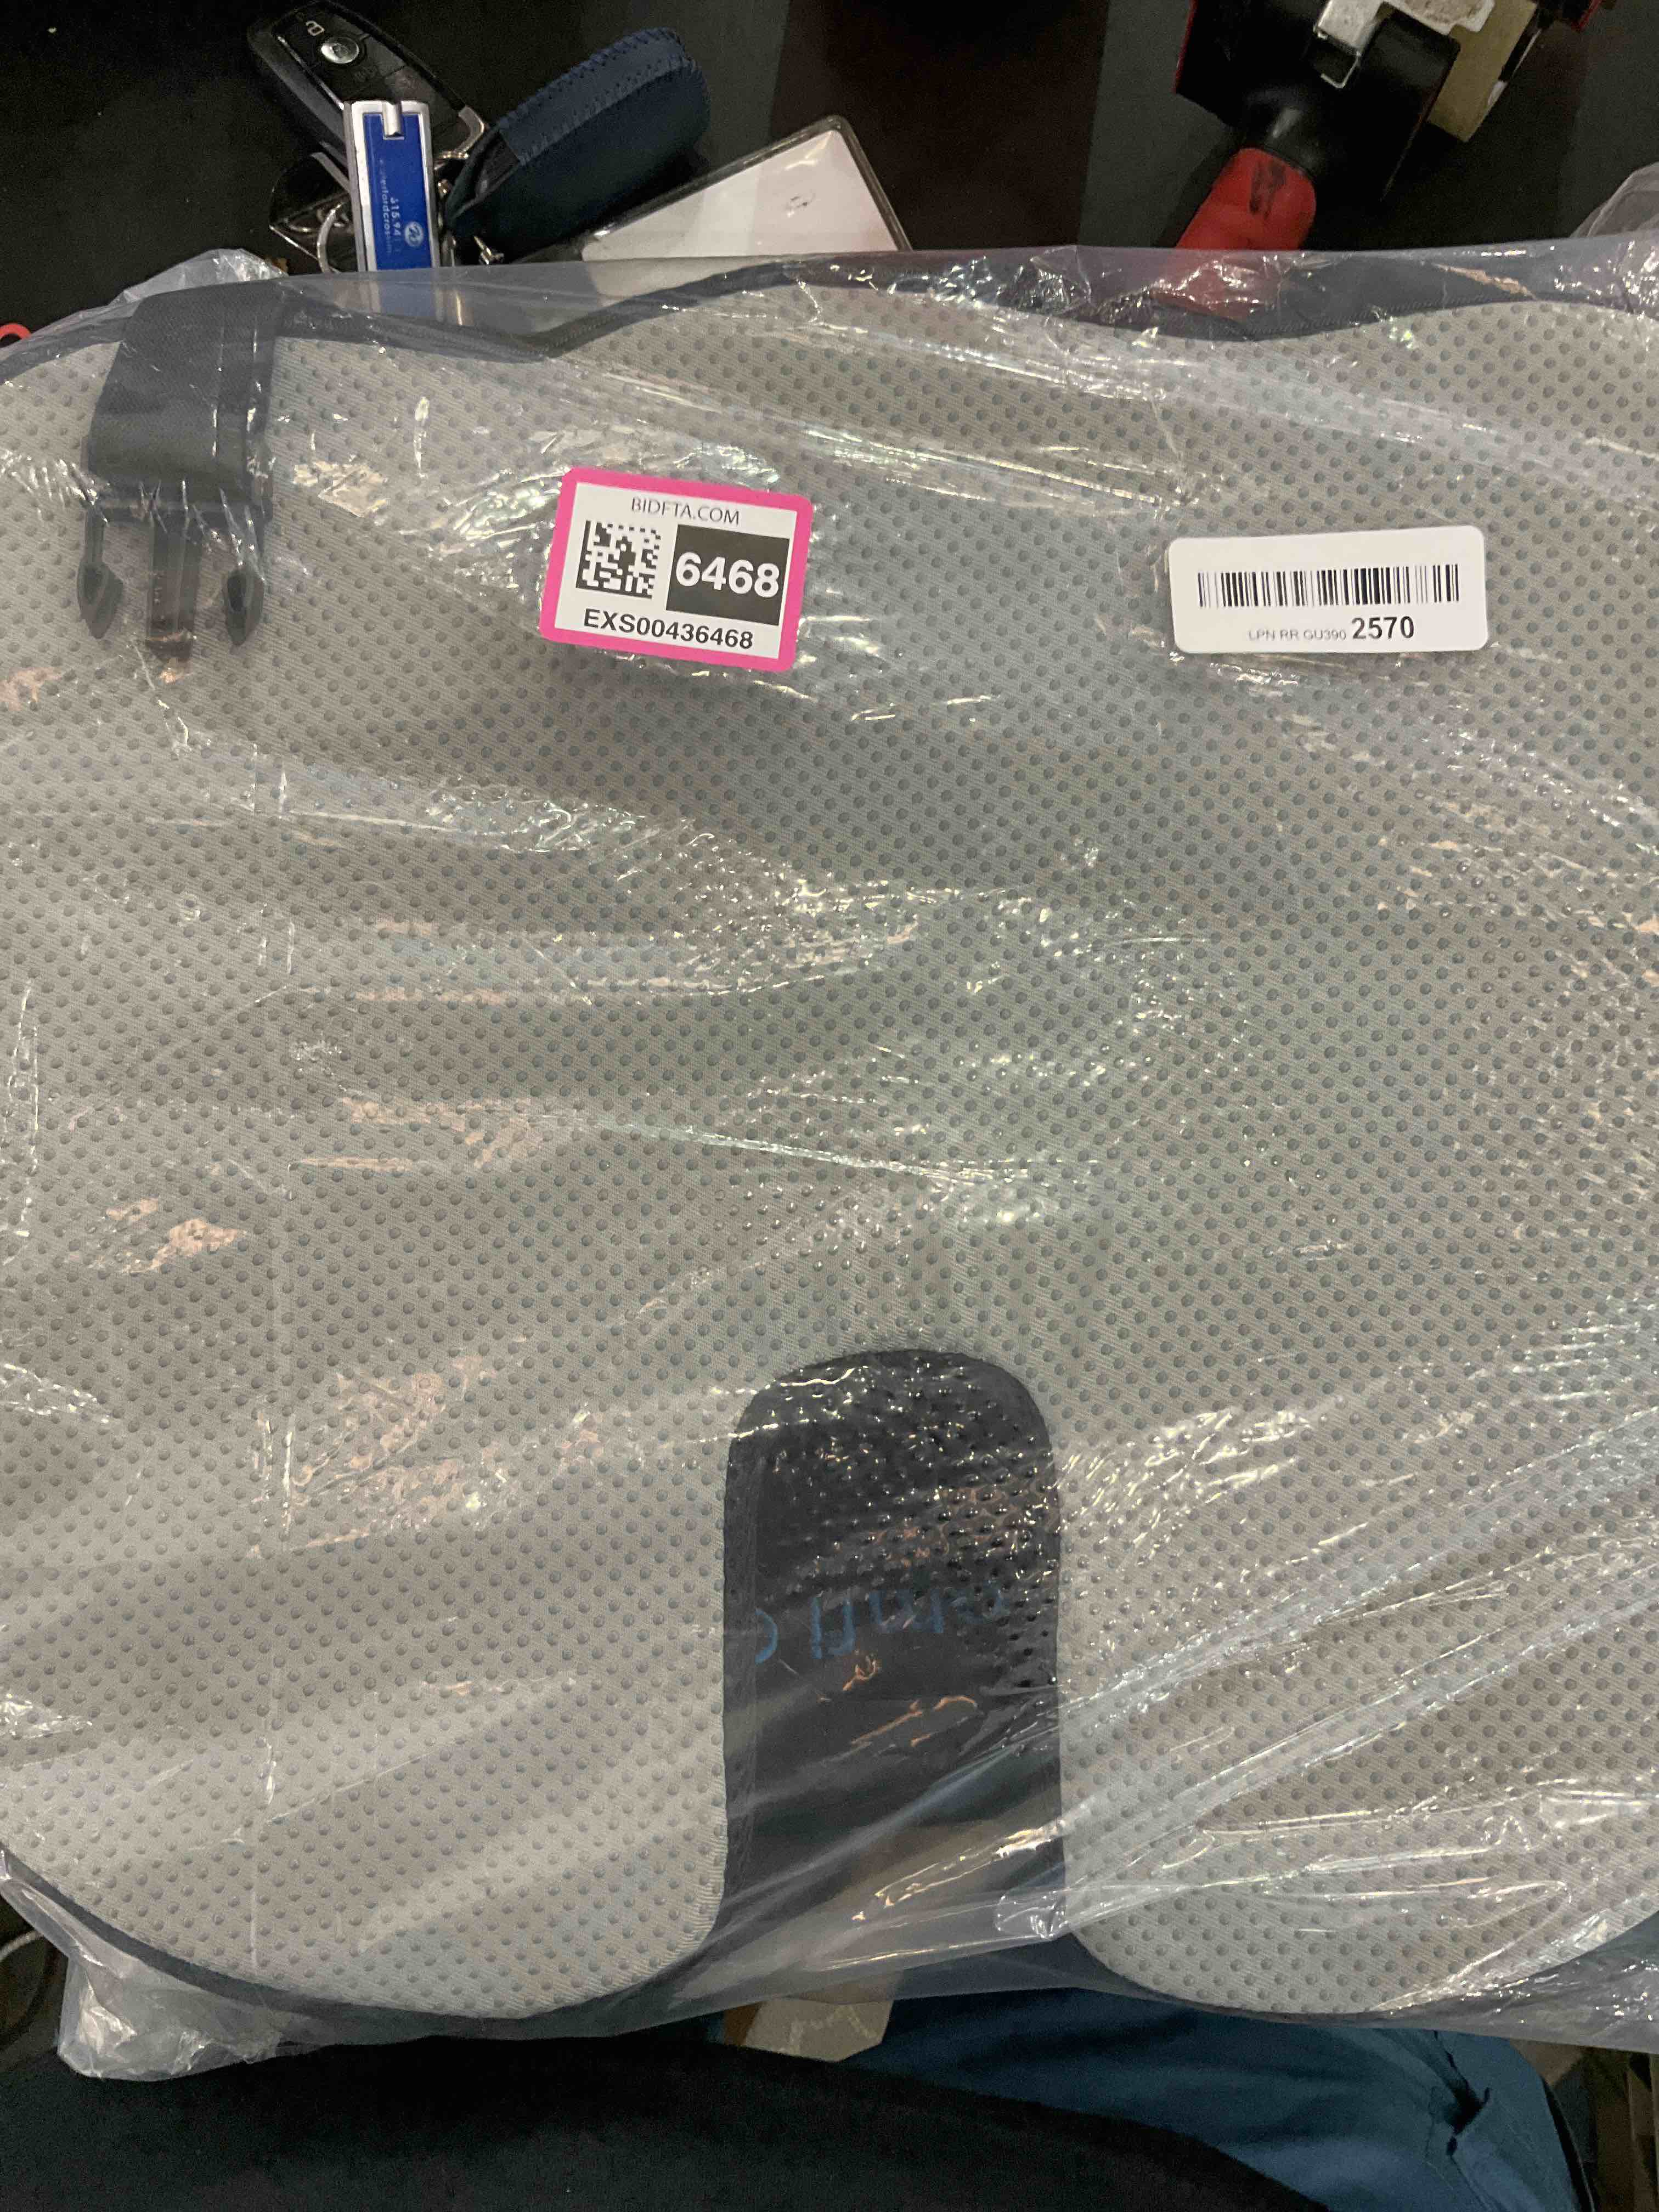 BIDFTA.COM
6468
EXS00436468
LPN RR GU390 2570